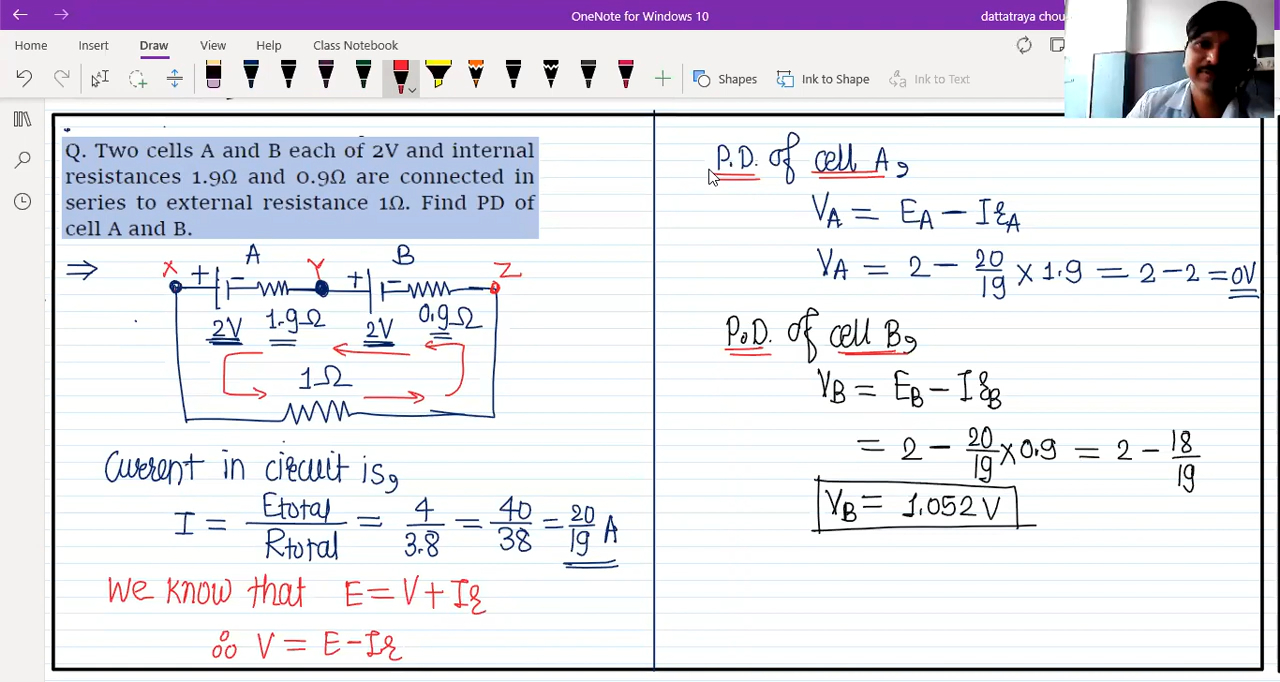 OneNote for Windows 10
dattatraya chou
Home Insert Draw View Help Class Notebook
Shapes Ink to Shape Ink to Text
Q. Two cells A and B each of 2V and internal
resistances 1.9Ω and 0.9Ω are connected in
series to external resistance 1Ω. Find PD of
cell A and B.
⇒ X + A - Y + B - Z
2V 1.9Ω 2V 0.9Ω
1Ω
Current in circuit is,
I = Etotal/Rtotal = 4/3.8 = 40/38 = 20/19 A
We know that E = V + Ir
∴ V = E - Ir
P.D. of cell A,
VA = EA - IrA
VA = 2 - 20/19 × 1.9 = 2 - 2 = 0V
P.D. of cell B,
VB = EB - IrB
= 2 - 20/19 × 0.9 = 2 - 18/19
VB = 1.052 V